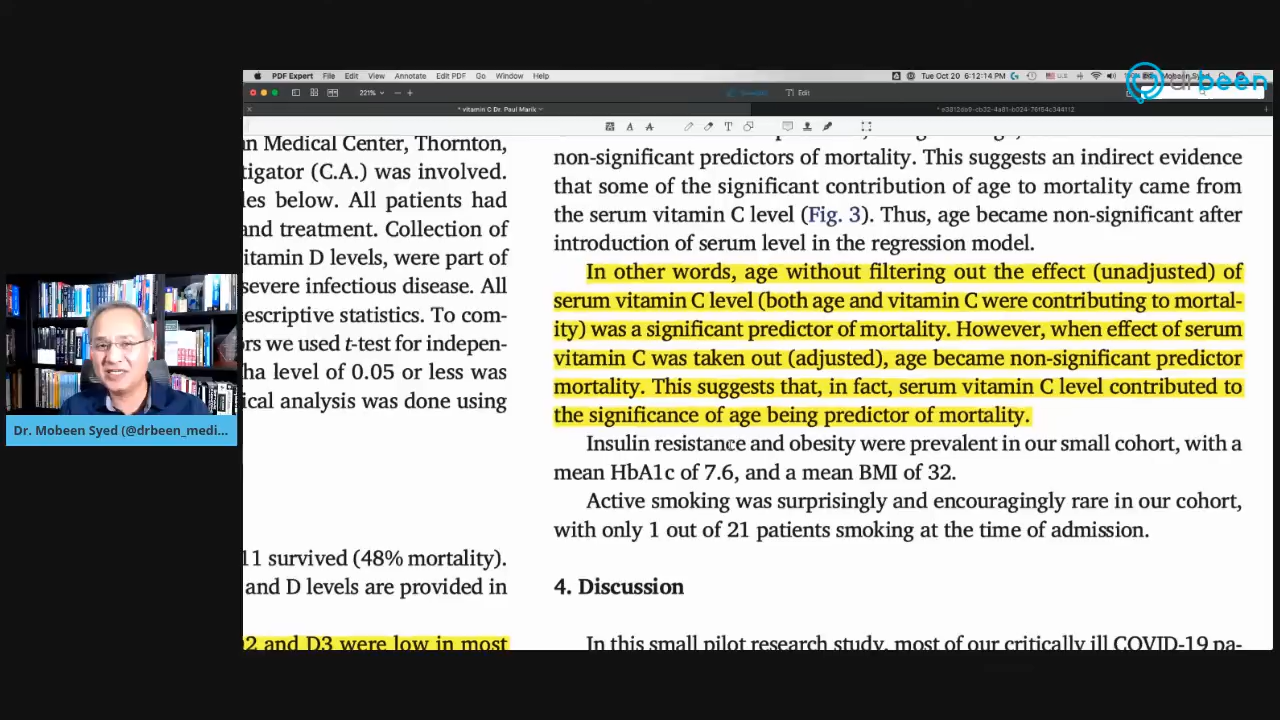 drbeen
PDF Expert File Edit View Annotate Edit PDF Go Window Help
Tue Oct 20 6:12:14 PM
221%
Edit
* vitamin C Dr. Paul Marik
n Medical Center, Thornton,
tigator (C.A.) was involved.
les below. All patients had
and treatment. Collection of
itamin D levels, were part of
severe infectious disease. All
escriptive statistics. To com-
rs we used t-test for indepen-
ha level of 0.05 or less was
ical analysis was done using
11 survived (48% mortality).
and D levels are provided in
2 and D3 were low in most
non-significant predictors of mortality. This suggests an indirect evidence
that some of the significant contribution of age to mortality came from
the serum vitamin C level (Fig. 3). Thus, age became non-significant after
introduction of serum level in the regression model.
In other words, age without filtering out the effect (unadjusted) of
serum vitamin C level (both age and vitamin C were contributing to mortal-
ity) was a significant predictor of mortality. However, when effect of serum
vitamin C was taken out (adjusted), age became non-significant predictor
mortality. This suggests that, in fact, serum vitamin C level contributed to
the significance of age being predictor of mortality.
Insulin resistance and obesity were prevalent in our small cohort, with a
mean HbA1c of 7.6, and a mean BMI of 32.
Active smoking was surprisingly and encouragingly rare in our cohort,
with only 1 out of 21 patients smoking at the time of admission.
4. Discussion
In this small pilot research study, most of our critically ill COVID-19 pa-
Dr. Mobeen Syed (@drbeen_medi...